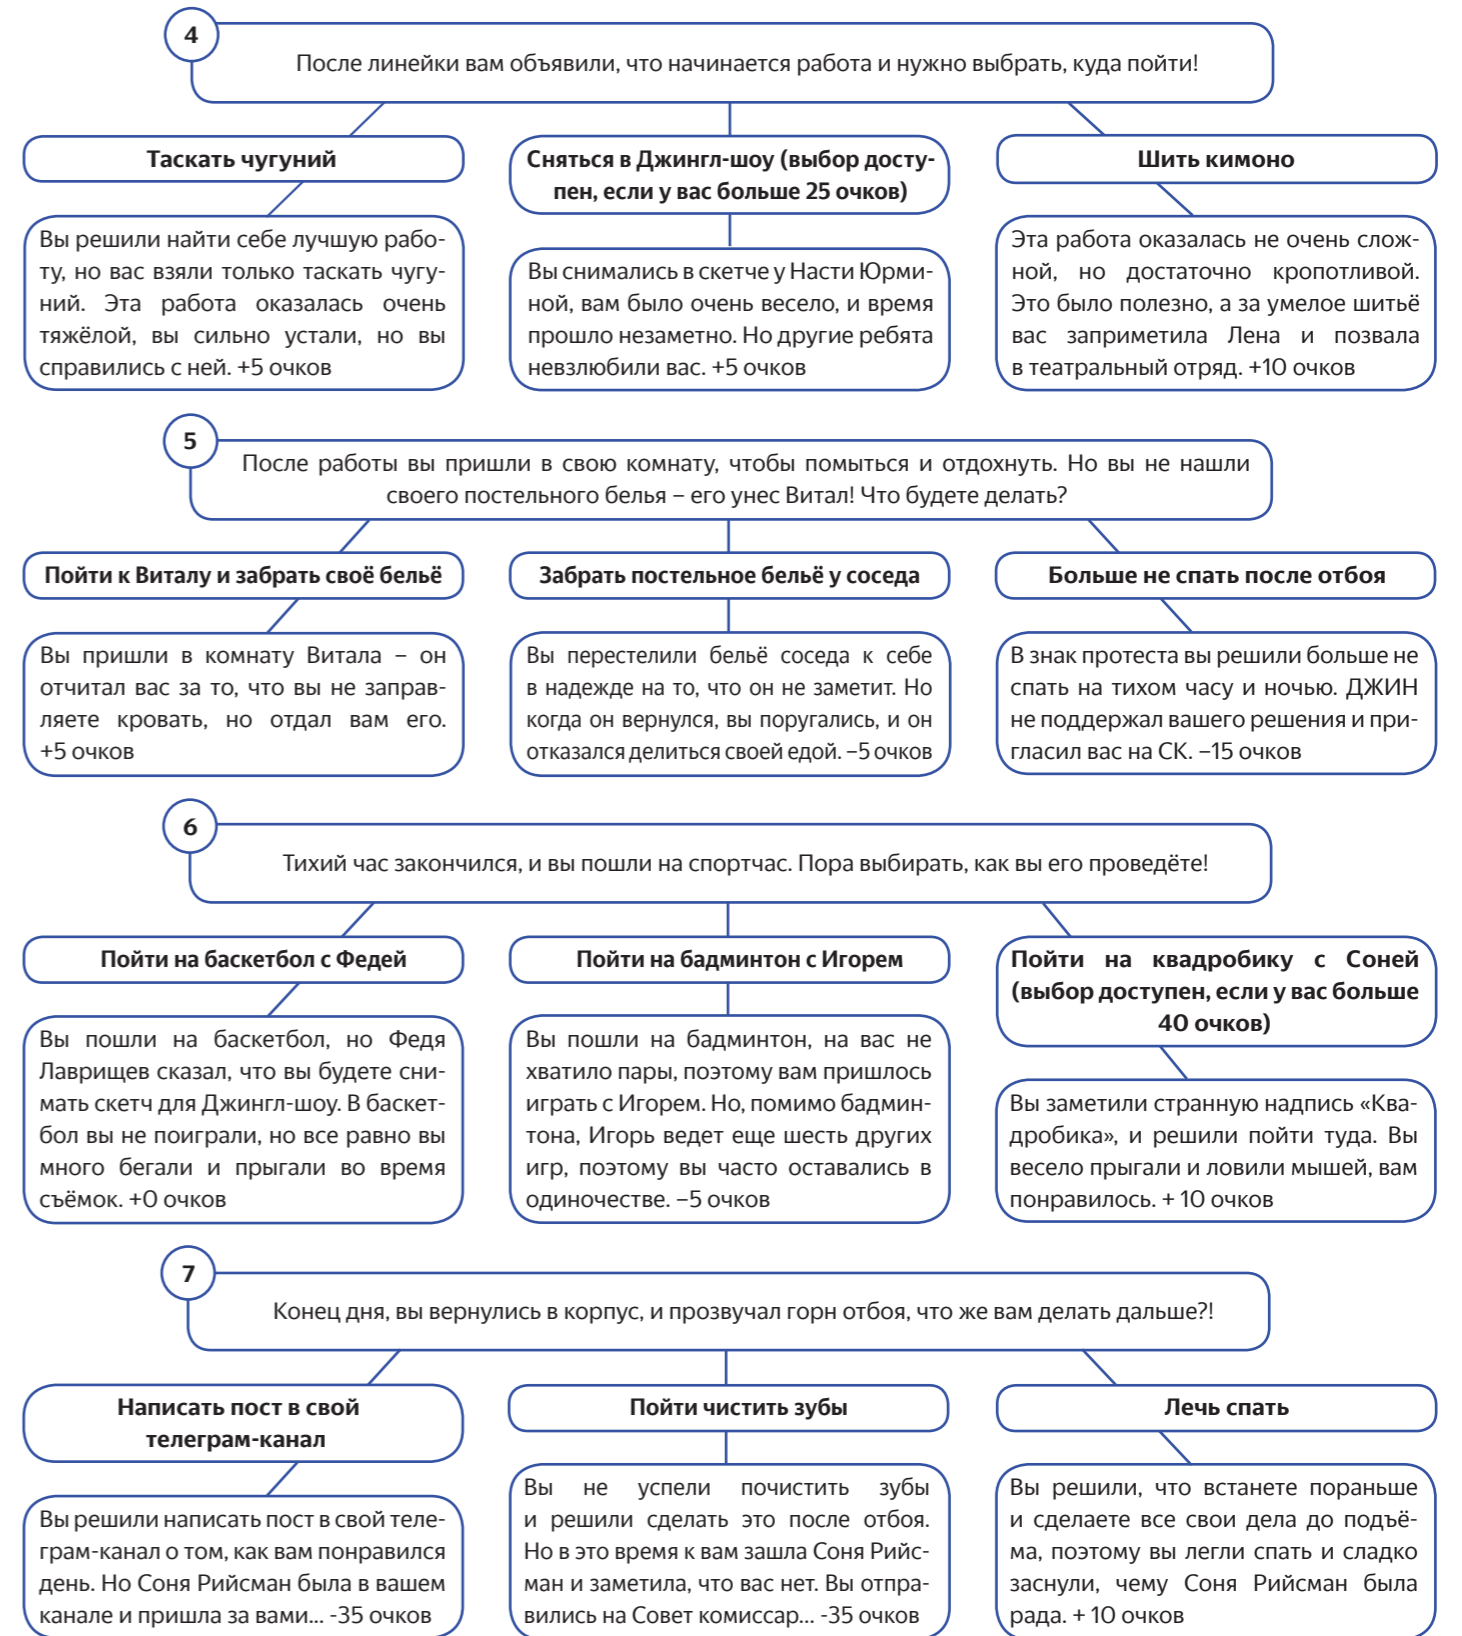 4
После линейки вам объявили, что начинается работа и нужно выбрать, куда пойти!
Таскать чугуний
Вы решили найти себе лучшую рабо-
ту, но вас взяли только таскать чугу-
ний. Эта работа оказалась очень
тяжёлой, вы сильно устали, но вы
справились с ней. +5 очков
Сняться в Джингл-шоу (выбор досту-
пен, если у вас больше 25 очков)
Вы снимались в скетче у Насти Юрми-
ной, вам было очень весело, и время
прошло незаметно. Но другие ребята
невзлюбили вас. +5 очков
Шить кимоно
Эта работа оказалась не очень слож-
ной, но достаточно кропотливой.
Это было полезно, а за умелое шитьё
вас заприметила Лена и позвала
в театральный отряд. +10 очков
5
После работы вы пришли в свою комнату, чтобы помыться и отдохнуть. Но вы не нашли
своего постельного белья – его унес Витал! Что будете делать?
Пойти к Виталу и забрать своё бельё
Вы пришли в комнату Витала – он
отчитал вас за то, что вы не заправ-
ляете кровать, но отдал вам его.
+5 очков
Забрать постельное бельё у соседа
Вы перестелили бельё соседа к себе
в надежде на то, что он не заметит. Но
когда он вернулся, вы поругались, и он
отказался делиться своей едой. –5 очков
Больше не спать после отбоя
В знак протеста вы решили больше не
спать на тихом часу и ночью. ДЖИН
не поддержал вашего решения и при-
гласил вас на СК. –15 очков
6
Тихий час закончился, и вы пошли на спортчас. Пора выбирать, как вы его проведёте!
Пойти на баскетбол с Федей
Вы пошли на баскетбол, но Федя
Лаврищев сказал, что вы будете сни-
мать скетч для Джингл-шоу. В баскет-
бол вы не поиграли, но все равно вы
много бегали и прыгали во время
съёмок. +0 очков
Пойти на бадминтон с Игорем
Вы пошли на бадминтон, на вас не
хватило пары, поэтому вам пришлось
играть с Игорем. Но, помимо бадмин-
тона, Игорь ведет еще шесть других
игр, поэтому вы часто оставались в
одиночестве. –5 очков
Пойти на квадробику с Соней
(выбор доступен, если у вас больше
40 очков)
Вы заметили странную надпись «Ква-
дробика», и решили пойти туда. Вы
весело прыгали и ловили мышей, вам
понравилось. + 10 очков
7
Конец дня, вы вернулись в корпус, и прозвучал горн отбоя, что же вам делать дальше?!
Написать пост в свой
телеграм-канал
Вы решили написать пост в свой теле-
грам-канал о том, как вам понравился
день. Но Соня Рийсман была в вашем
канале и пришла за вами... -35 очков
Пойти чистить зубы
Вы не успели почистить зубы
и решили сделать это после отбоя.
Но в это время к вам зашла Соня Рийс-
ман и заметила, что вас нет. Вы отпра-
вились на Совет комиссар... -35 очков
Лечь спать
Вы решили, что встанете пораньше
и сделаете все свои дела до подъё-
ма, поэтому вы легли спать и сладко
заснули, чему Соня Рийсман была
рада. + 10 очков